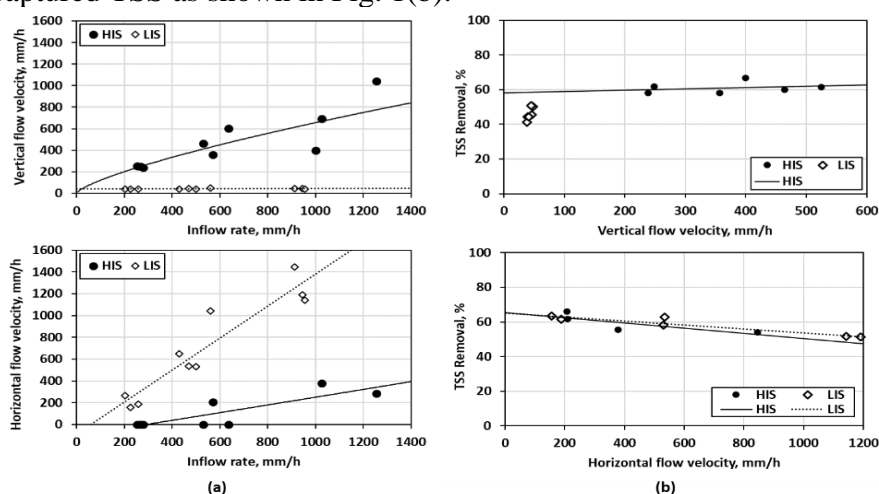 captured TSS as shown in Fig. 1(b).
1600
1400
1200
1000
800
600
400
200
0
Vertical flow velocity, mm/h
HIS LIS
0 200 400 600 800 1000 1200 1400
Inflow rate, mm/h
100
80
60
40
20
0
TSS Removal, %
HIS LIS
HIS
0 100 200 300 400 500 600
Vertical flow velocity, mm/h
1600
1400
1200
1000
800
600
400
200
0
Horizontal flow velocity, mm/h
HIS LIS
0 200 400 600 800 1000 1200 1400
Inflow rate, mm/h
(a)
100
80
60
40
20
0
TSS Removal, %
HIS LIS
HIS LIS
0 200 400 600 800 1000 1200
Horizontal flow velocity, mm/h
(b)